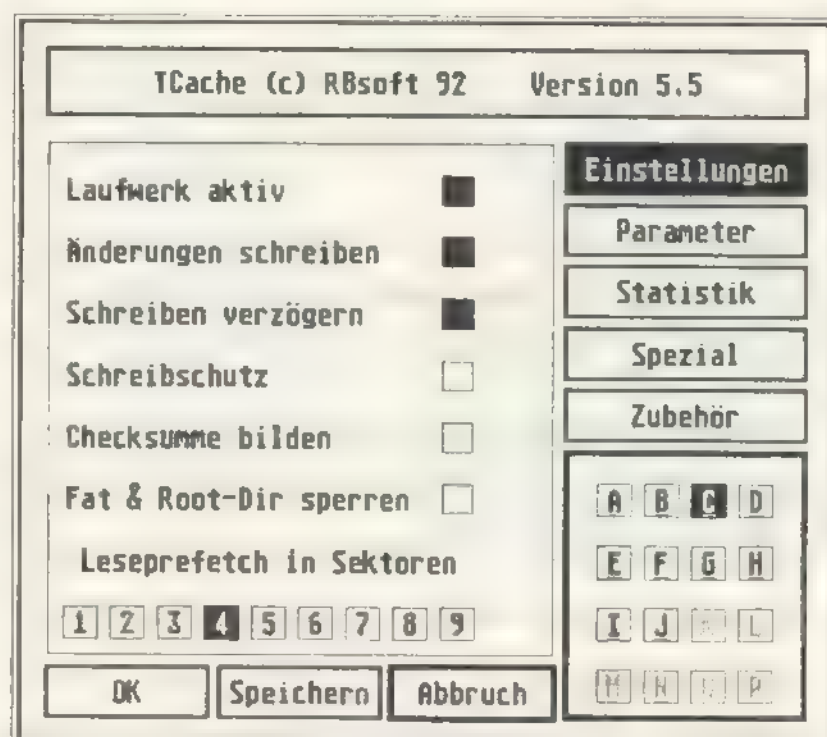 TCache (c) RBsoft 92 Version 5.5
Laufwerk aktiv
Änderungen schreiben
Schreiben verzögern
Schreibschutz
Checksumme bilden
Fat & Root-Dir sperren
Leseprefetch in Sektoren
1 2 3 4 5 6 7 8 9
OK Speichern Abbruch
Einstellungen
Parameter
Statistik
Spezial
Zubehör
A B C D
E F G H
I J L
M N P